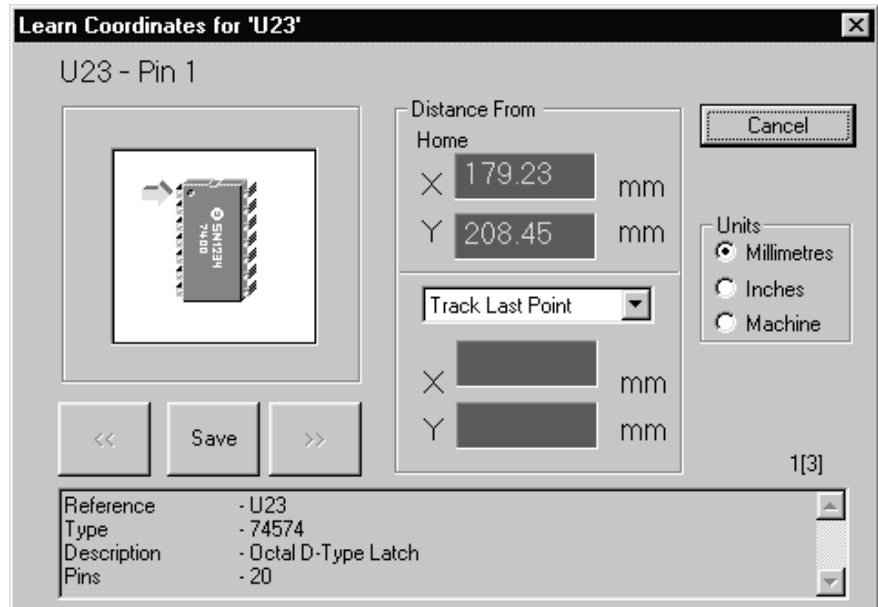 Learn Coordinates for 'U23'
U23 - Pin 1
SN1234
7400
Distance From
Home
X 179.23 mm
Y 208.45 mm
Track Last Point
X mm
Y mm
Cancel
Units
Millimetres
Inches
Machine
<< Save >>
1[3]
Reference - U23
Type - 74574
Description - Octal D-Type Latch
Pins - 20